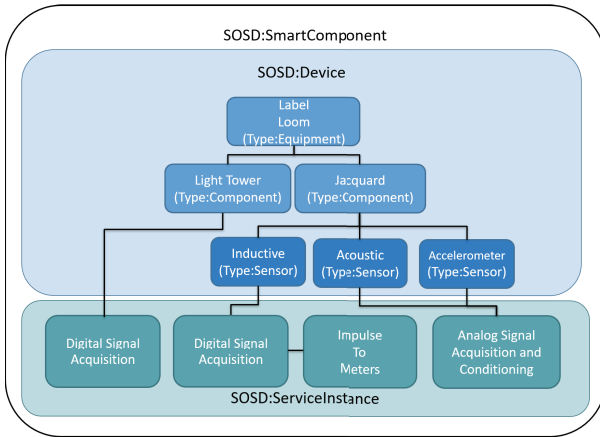 SOSD:SmartComponent
SOSD:Device
Label
Loom
(Type:Equipment)
Light Tower
(Type:Component)
Jacquard
(Type:Component)
Inductive
(Type:Sensor)
Acoustic
(Type:Sensor)
Accelerometer
(Type:Sensor)
Digital Signal
Acquisition
Digital Signal
Acquisition
Impulse
To
Meters
Analog Signal
Acquisition and
Conditioning
SOSD:ServiceInstance